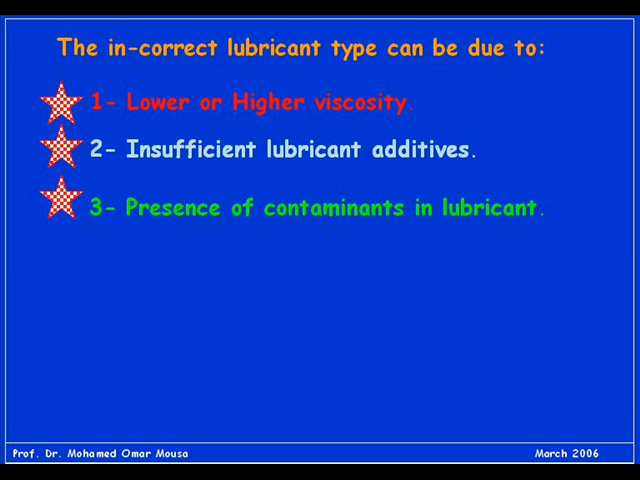 The in-correct lubricant type can be due to:
1- Lower or Higher viscosity.
2- Insufficient lubricant additives.
3- Presence of contaminants in lubricant.
Prof. Dr. Mohamed Omar Mousa
March 2006